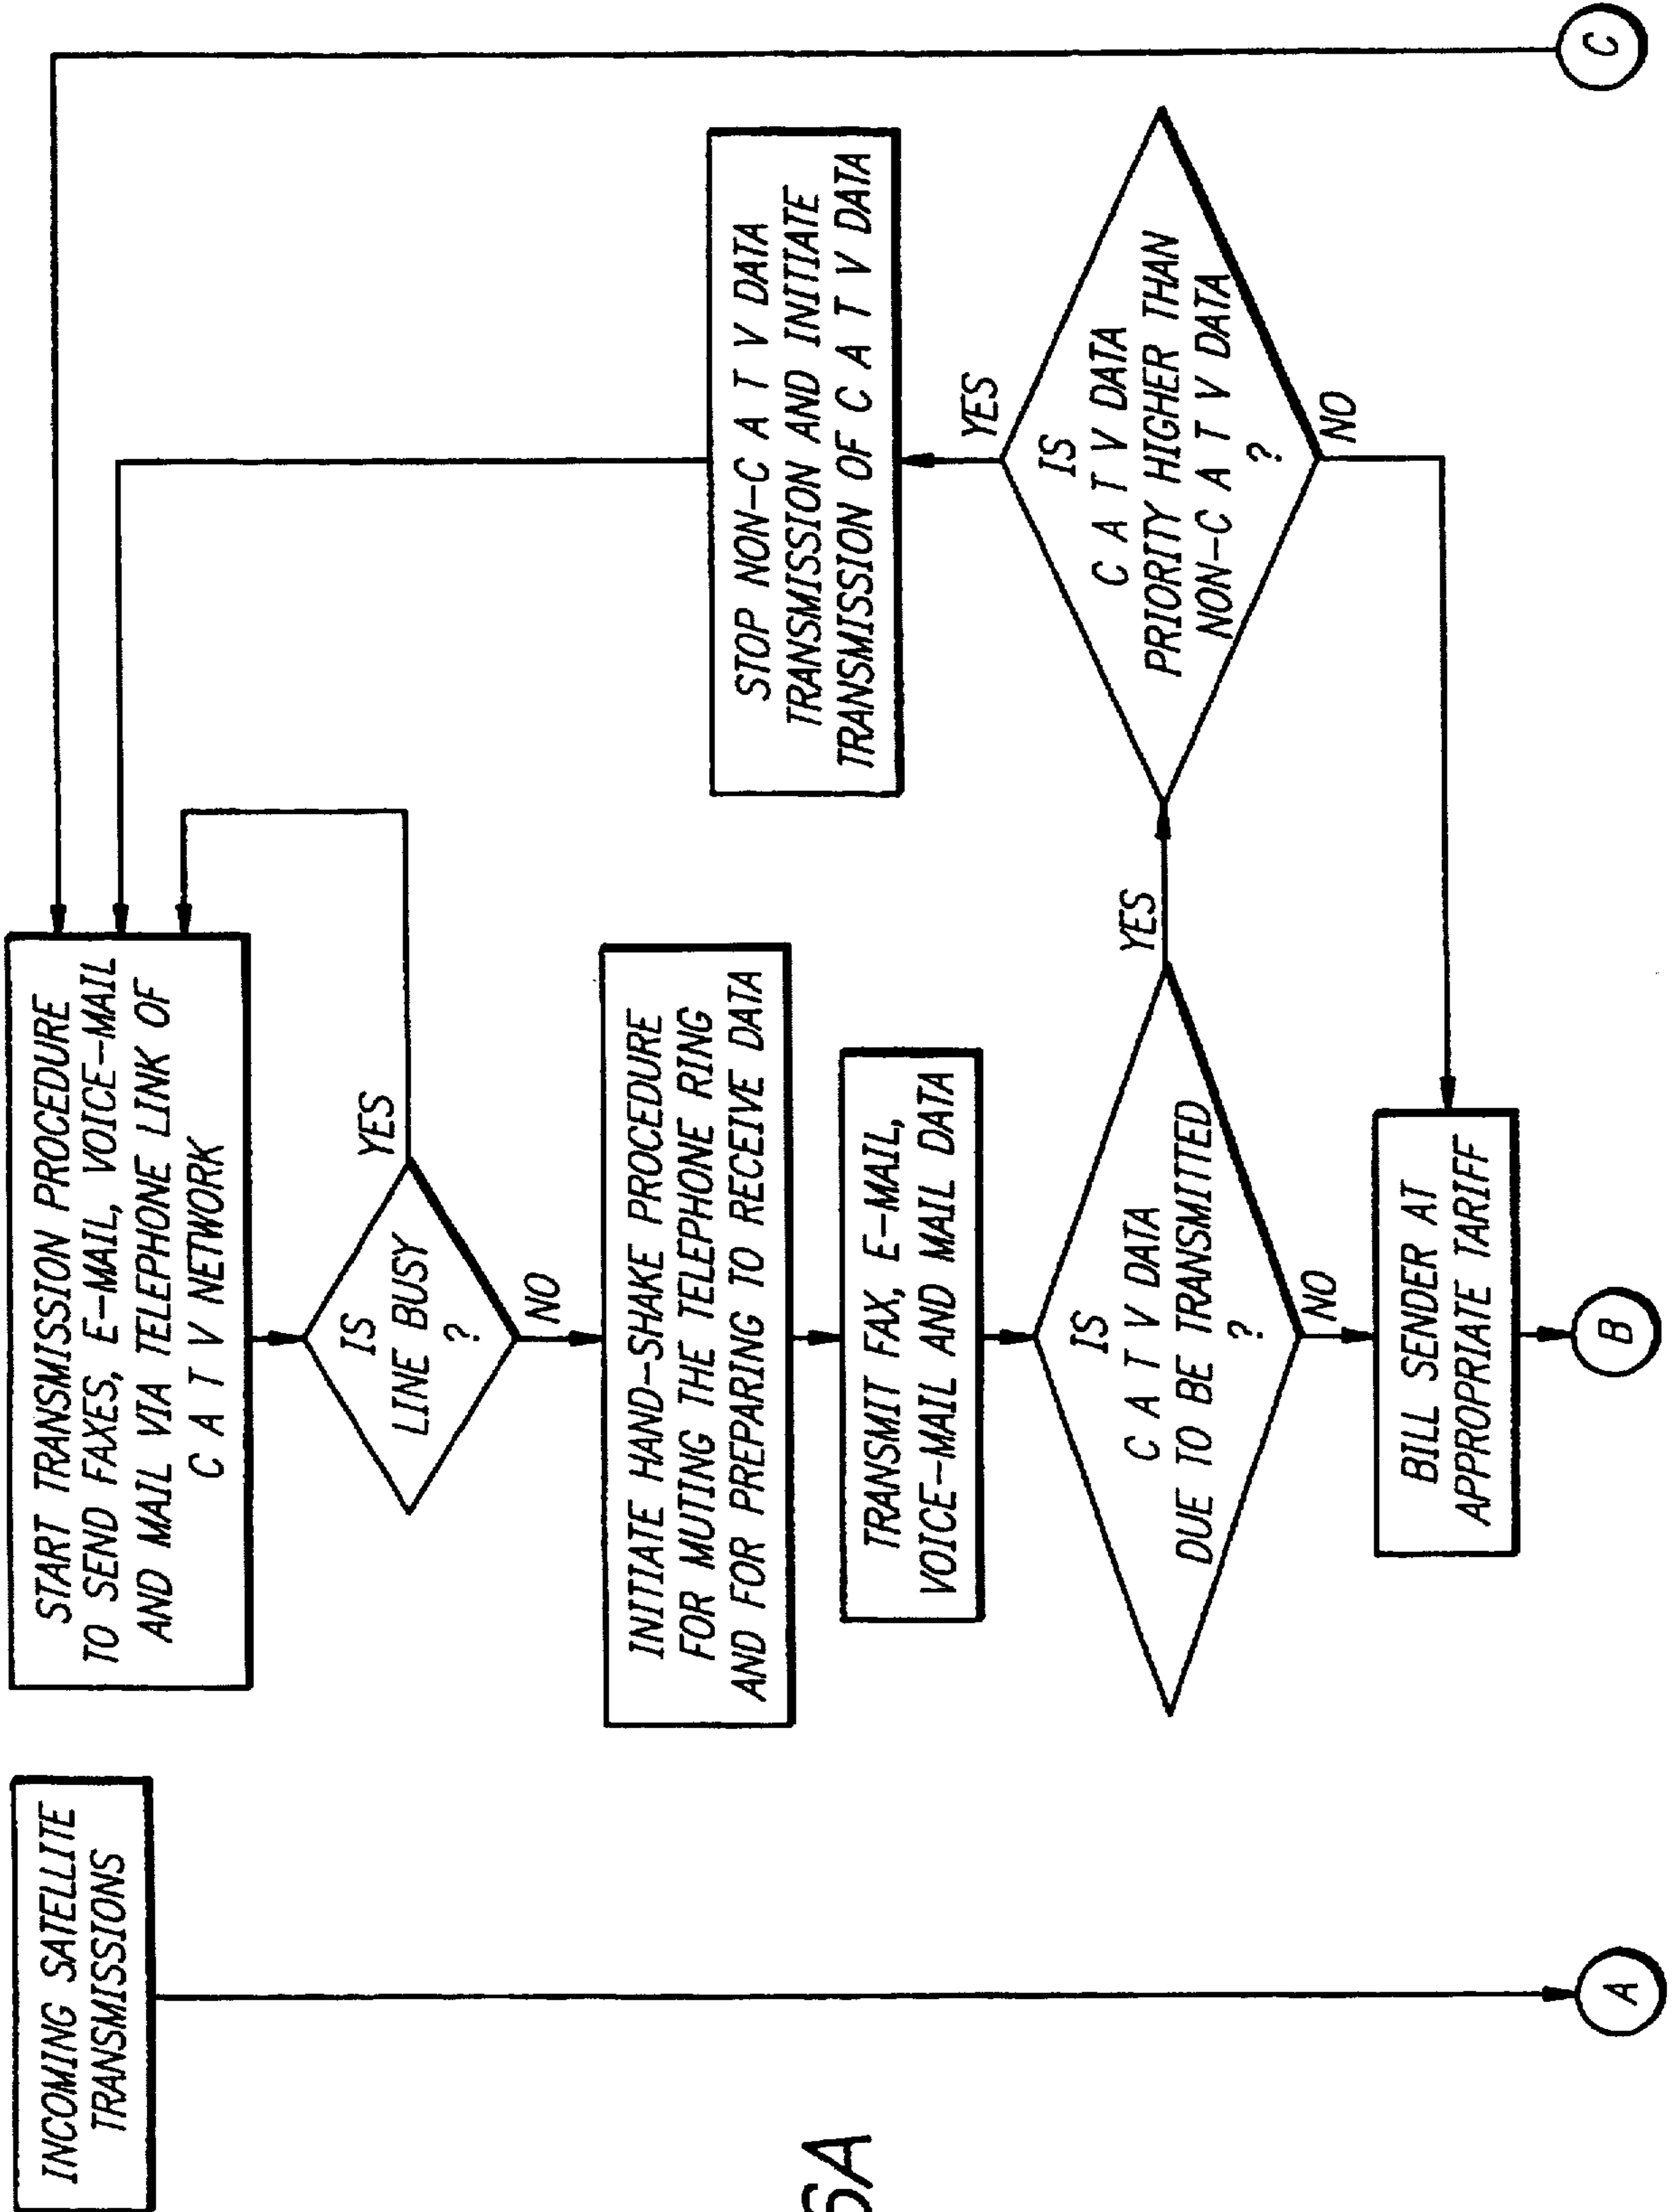 INCOMING SATELLITE
TRANSMISSIONS
START TRANSMISSION PROCEDURE
TO SEND FAXES, E-MAIL, VOICE-MAIL
AND MAIL VIA TELEPHONE LINK OF
C A T V NETWORK
IS
LINE BUSY
?
YES
NO
INITIATE HAND-SHAKE PROCEDURE
FOR MUTING THE TELEPHONE RING
AND FOR PREPARING TO RECEIVE DATA
TRANSMIT FAX, E-MAIL,
VOICE-MAIL AND MAIL DATA
IS
C A T V DATA
DUE TO BE TRANSMITTED
?
YES
NO
STOP NON-C A T V DATA
TRANSMISSION AND INITIATE
TRANSMISSION OF C A T V DATA
YES
IS
C A T V DATA
PRIORITY HIGHER THAN
NON-C A T V DATA
?
NO
BILL SENDER AT
APPROPRIATE TARIFF
A
B
C
6A